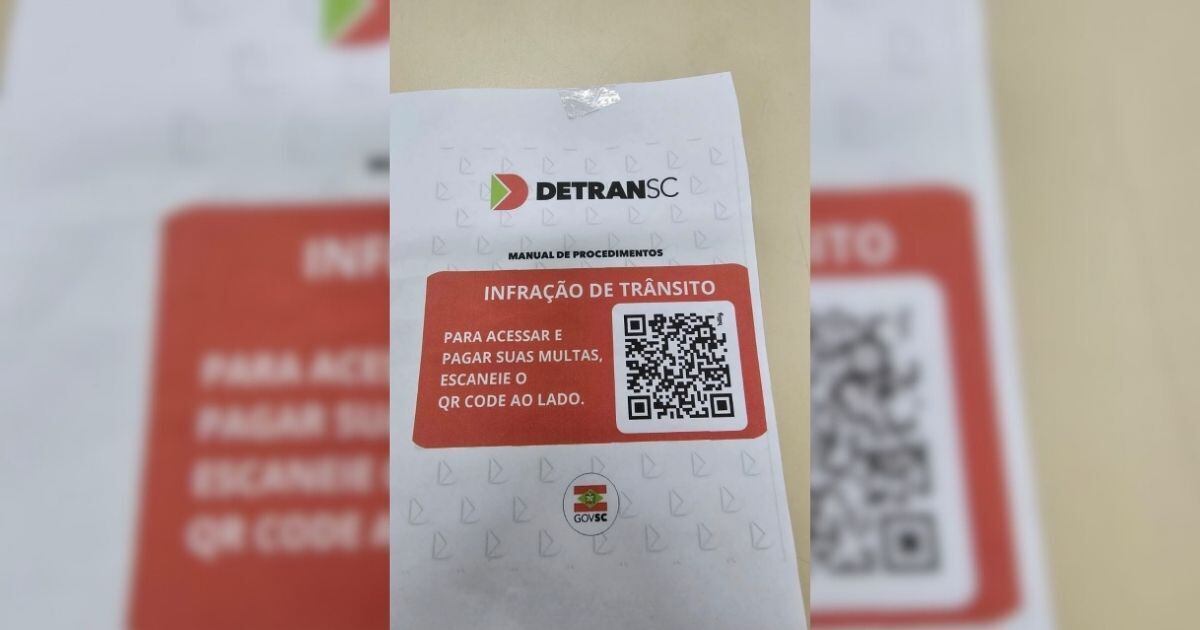 DETRANSC
MANUAL DE PROCEDIMENTOS
INFRAÇÃO DE TRÂNSITO
PARA ACESSAR E
PAGAR SUAS MULTAS,
ESCANEIE O
QR CODE AO LADO.
GOVSC